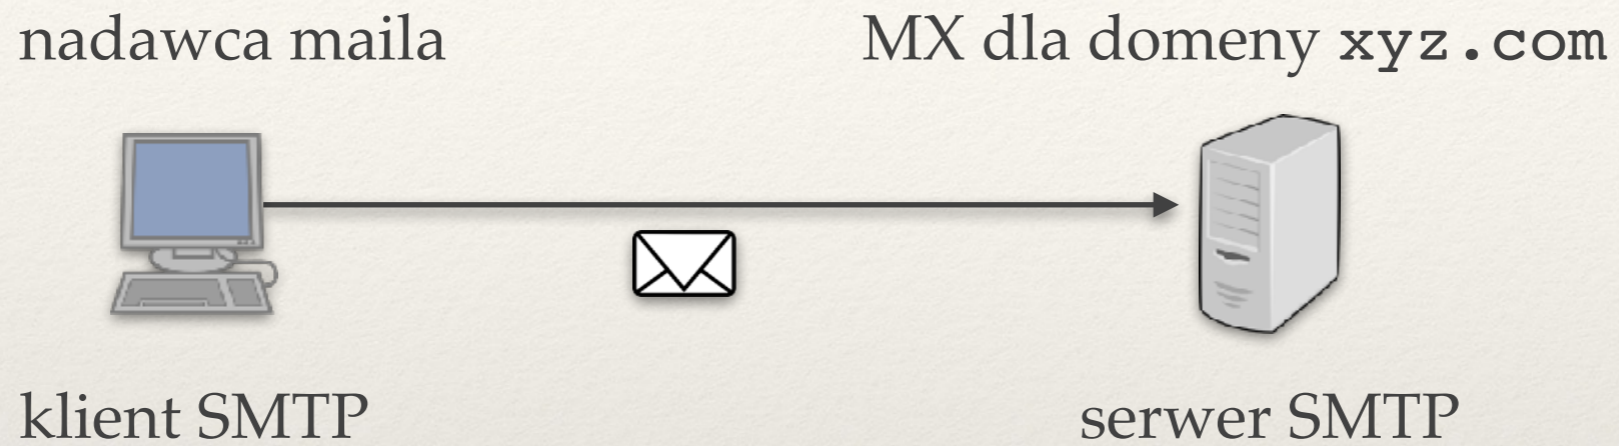 nadawca maila
MX dla domeny xyz.com
klient SMTP
serwer SMTP